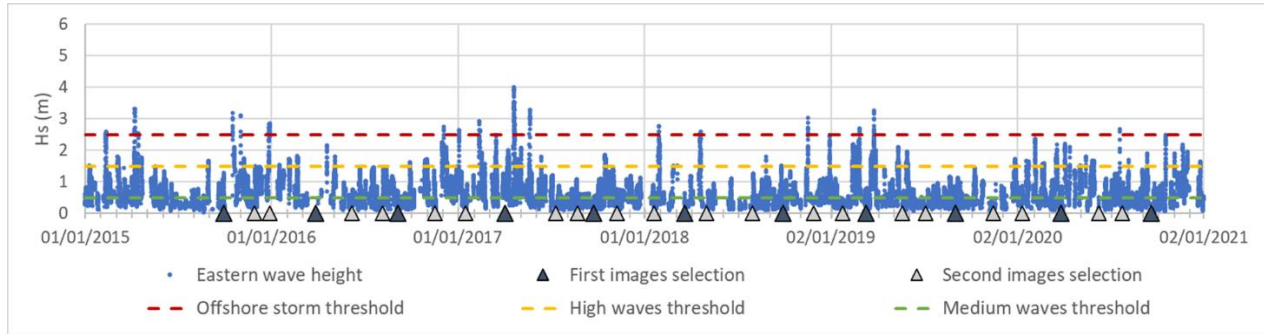 6
5
4
3
2
1
0
Hs (m)
01/01/2015 01/01/2016 01/01/2017 01/01/2018 02/01/2019 02/01/2020 02/01/2021
Eastern wave height First images selection Second images selection
Offshore storm threshold High waves threshold Medium waves threshold